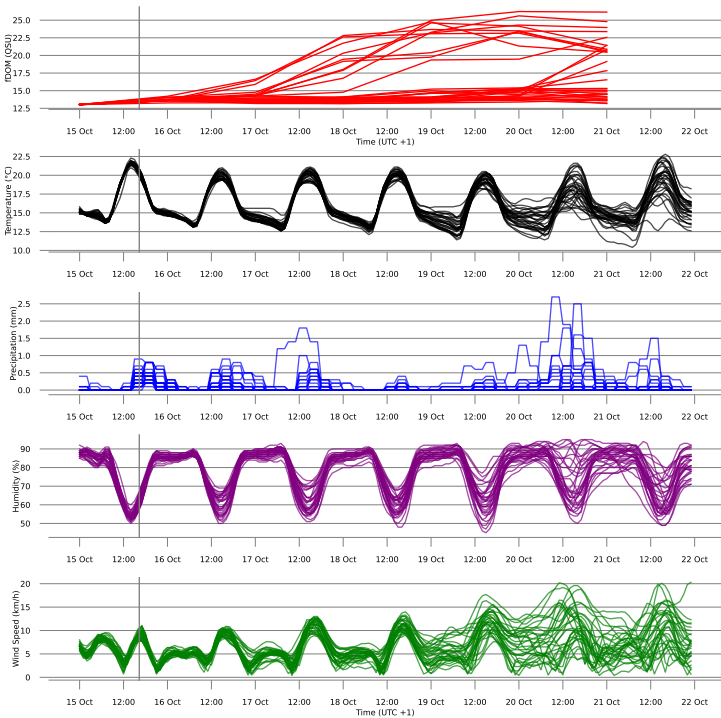 TDOM (QSU)
25.0
22.5
20.0
17.5
15.0
12.5
15 Oct 12:00 16 Oct 12:00 17 Oct 12:00 18 Oct 12:00 19 Oct 12:00 20 Oct 12:00 21 Oct 12:00 22 Oct
Time (UTC +1)
Temperature (°C)
22.5
20.0
17.5
15.0
12.5
10.0
15 Oct 12:00 16 Oct 12:00 17 Oct 12:00 18 Oct 12:00 19 Oct 12:00 20 Oct 12:00 21 Oct 12:00 22 Oct
Precipitation (mm)
2.5
2.0
1.5
1.0
0.5
0.0
15 Oct 12:00 16 Oct 12:00 17 Oct 12:00 18 Oct 12:00 19 Oct 12:00 20 Oct 12:00 21 Oct 12:00 22 Oct
Humidity (%)
90
80
70
60
50
15 Oct 12:00 16 Oct 12:00 17 Oct 12:00 18 Oct 12:00 19 Oct 12:00 20 Oct 12:00 21 Oct 12:00 22 Oct
Wind Speed (km/h)
20
15
10
5
0
15 Oct 12:00 16 Oct 12:00 17 Oct 12:00 18 Oct 12:00 19 Oct 12:00 20 Oct 12:00 21 Oct 12:00 22 Oct
Time (UTC +1)